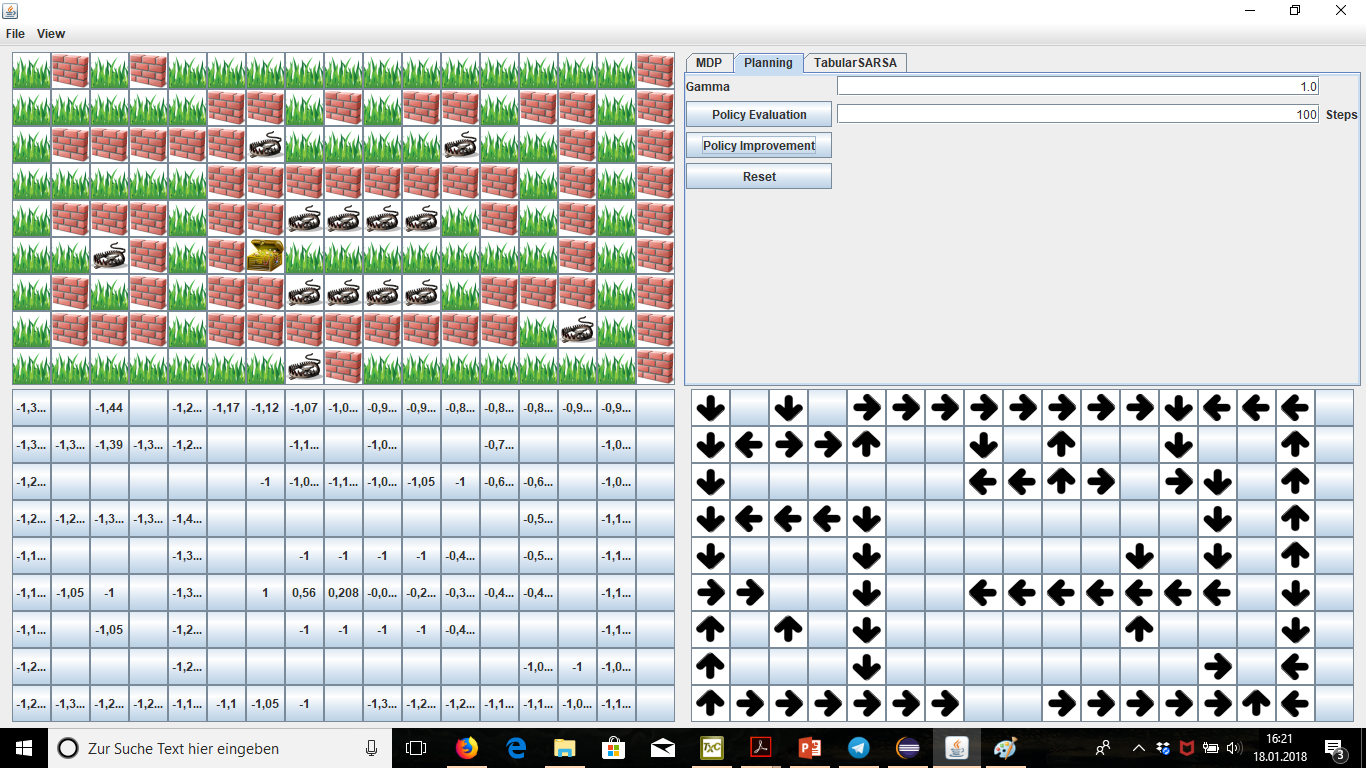 File View
MDP Planning TabularSARSA
Gamma 1.0
Policy Evaluation 100 Steps
Policy Improvement
Reset
-1,3... -1,44 -1,2... -1,17 -1,12 -1,07 -1,0... -0,9... -0,9... -0,8... -0,8... -0,8... -0,9... -0,9...
-1,3... -1,3... -1,39 -1,3... -1,2... -1,1... -1,0... -0,7... -1,0...
-1,2... -1 -1,0... -1,1... -1,0... -1,05 -1 -0,6... -0,6... -1,0...
-1,2... -1,2... -1,3... -1,3... -1,4... -0,5... -1,1...
-1,1... -1,3... -1 -1 -1 -1 -0,4... -0,5... -1,1...
-1,1... -1,05 -1 -1,3... 1 0,56 0,208 -0,0... -0,2... -0,3... -0,4... -0,4... -1,1...
-1,1... -1,05 -1,2... -1 -1 -1 -1 -0,4... -1,1...
-1,2... -1,2... -1,0... -1 -1,0...
-1,2... -1,3... -1,2... -1,2... -1,1... -1,1 -1,05 -1 -1,3... -1,2... -1,2... -1,1... -1,1... -1,0... -1,1...
Zur Suche Text hier eingeben
TXC
16:21
18.01.2018
3